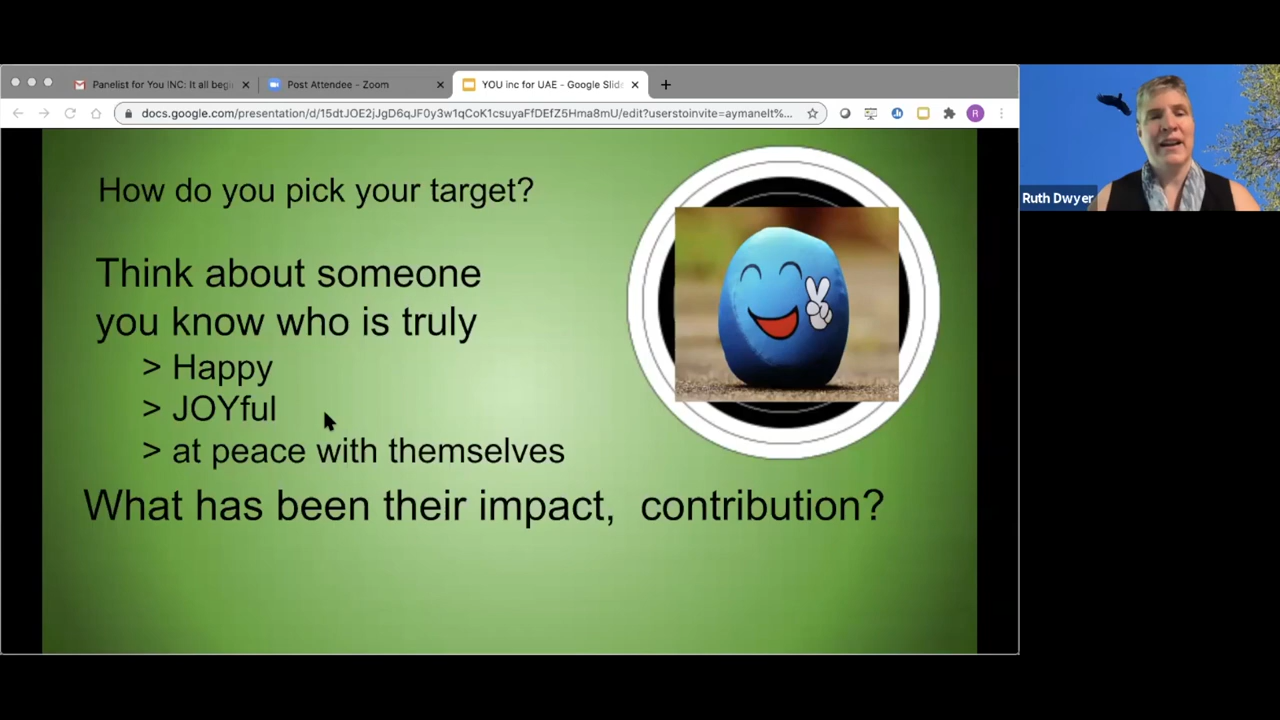 Panelist for You INC: It all begi
Post Attendee - Zoom
YOU inc for UAE - Google Slide
docs.google.com/presentation/d/15dtJOE2jJgD6qJF0y3w1qCoK1csuyaFfDEfZ5Hma8mU/edit?userstoinvite=aymanelt%...
R
How do you pick your target?
Think about someone
you know who is truly
> Happy
> JOYful
> at peace with themselves
What has been their impact, contribution?
Ruth Dwyer